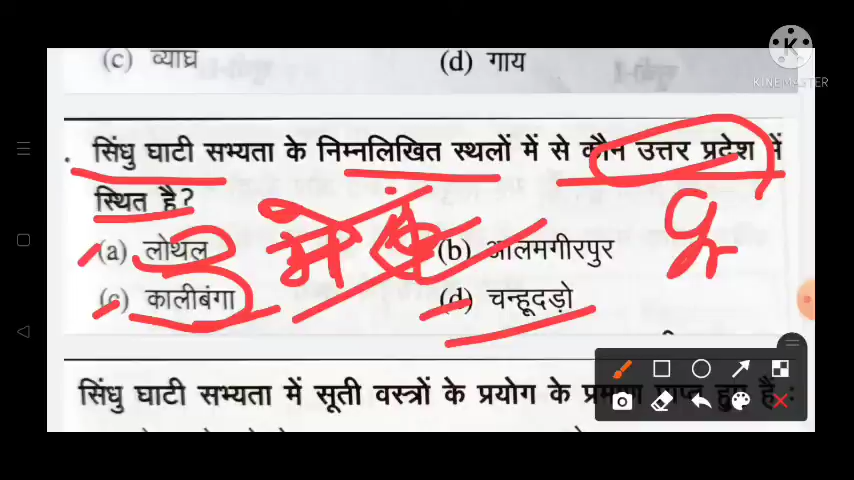 (c) व्याघ्र (d) गाय
K
KINEMASTER
. सिंधु घाटी सभ्यता के निम्नलिखित स्थलों में से कौन उत्तर प्रदेश में
स्थित है?
(a) लोथल (b) आलमगीरपुर
(c) कालीबंगा (d) चन्हूदड़ो
सिंधु घाटी सभ्यता में सूती वस्त्रों के प्रयोग के प्रमाण प्राप्त हुए हैं :